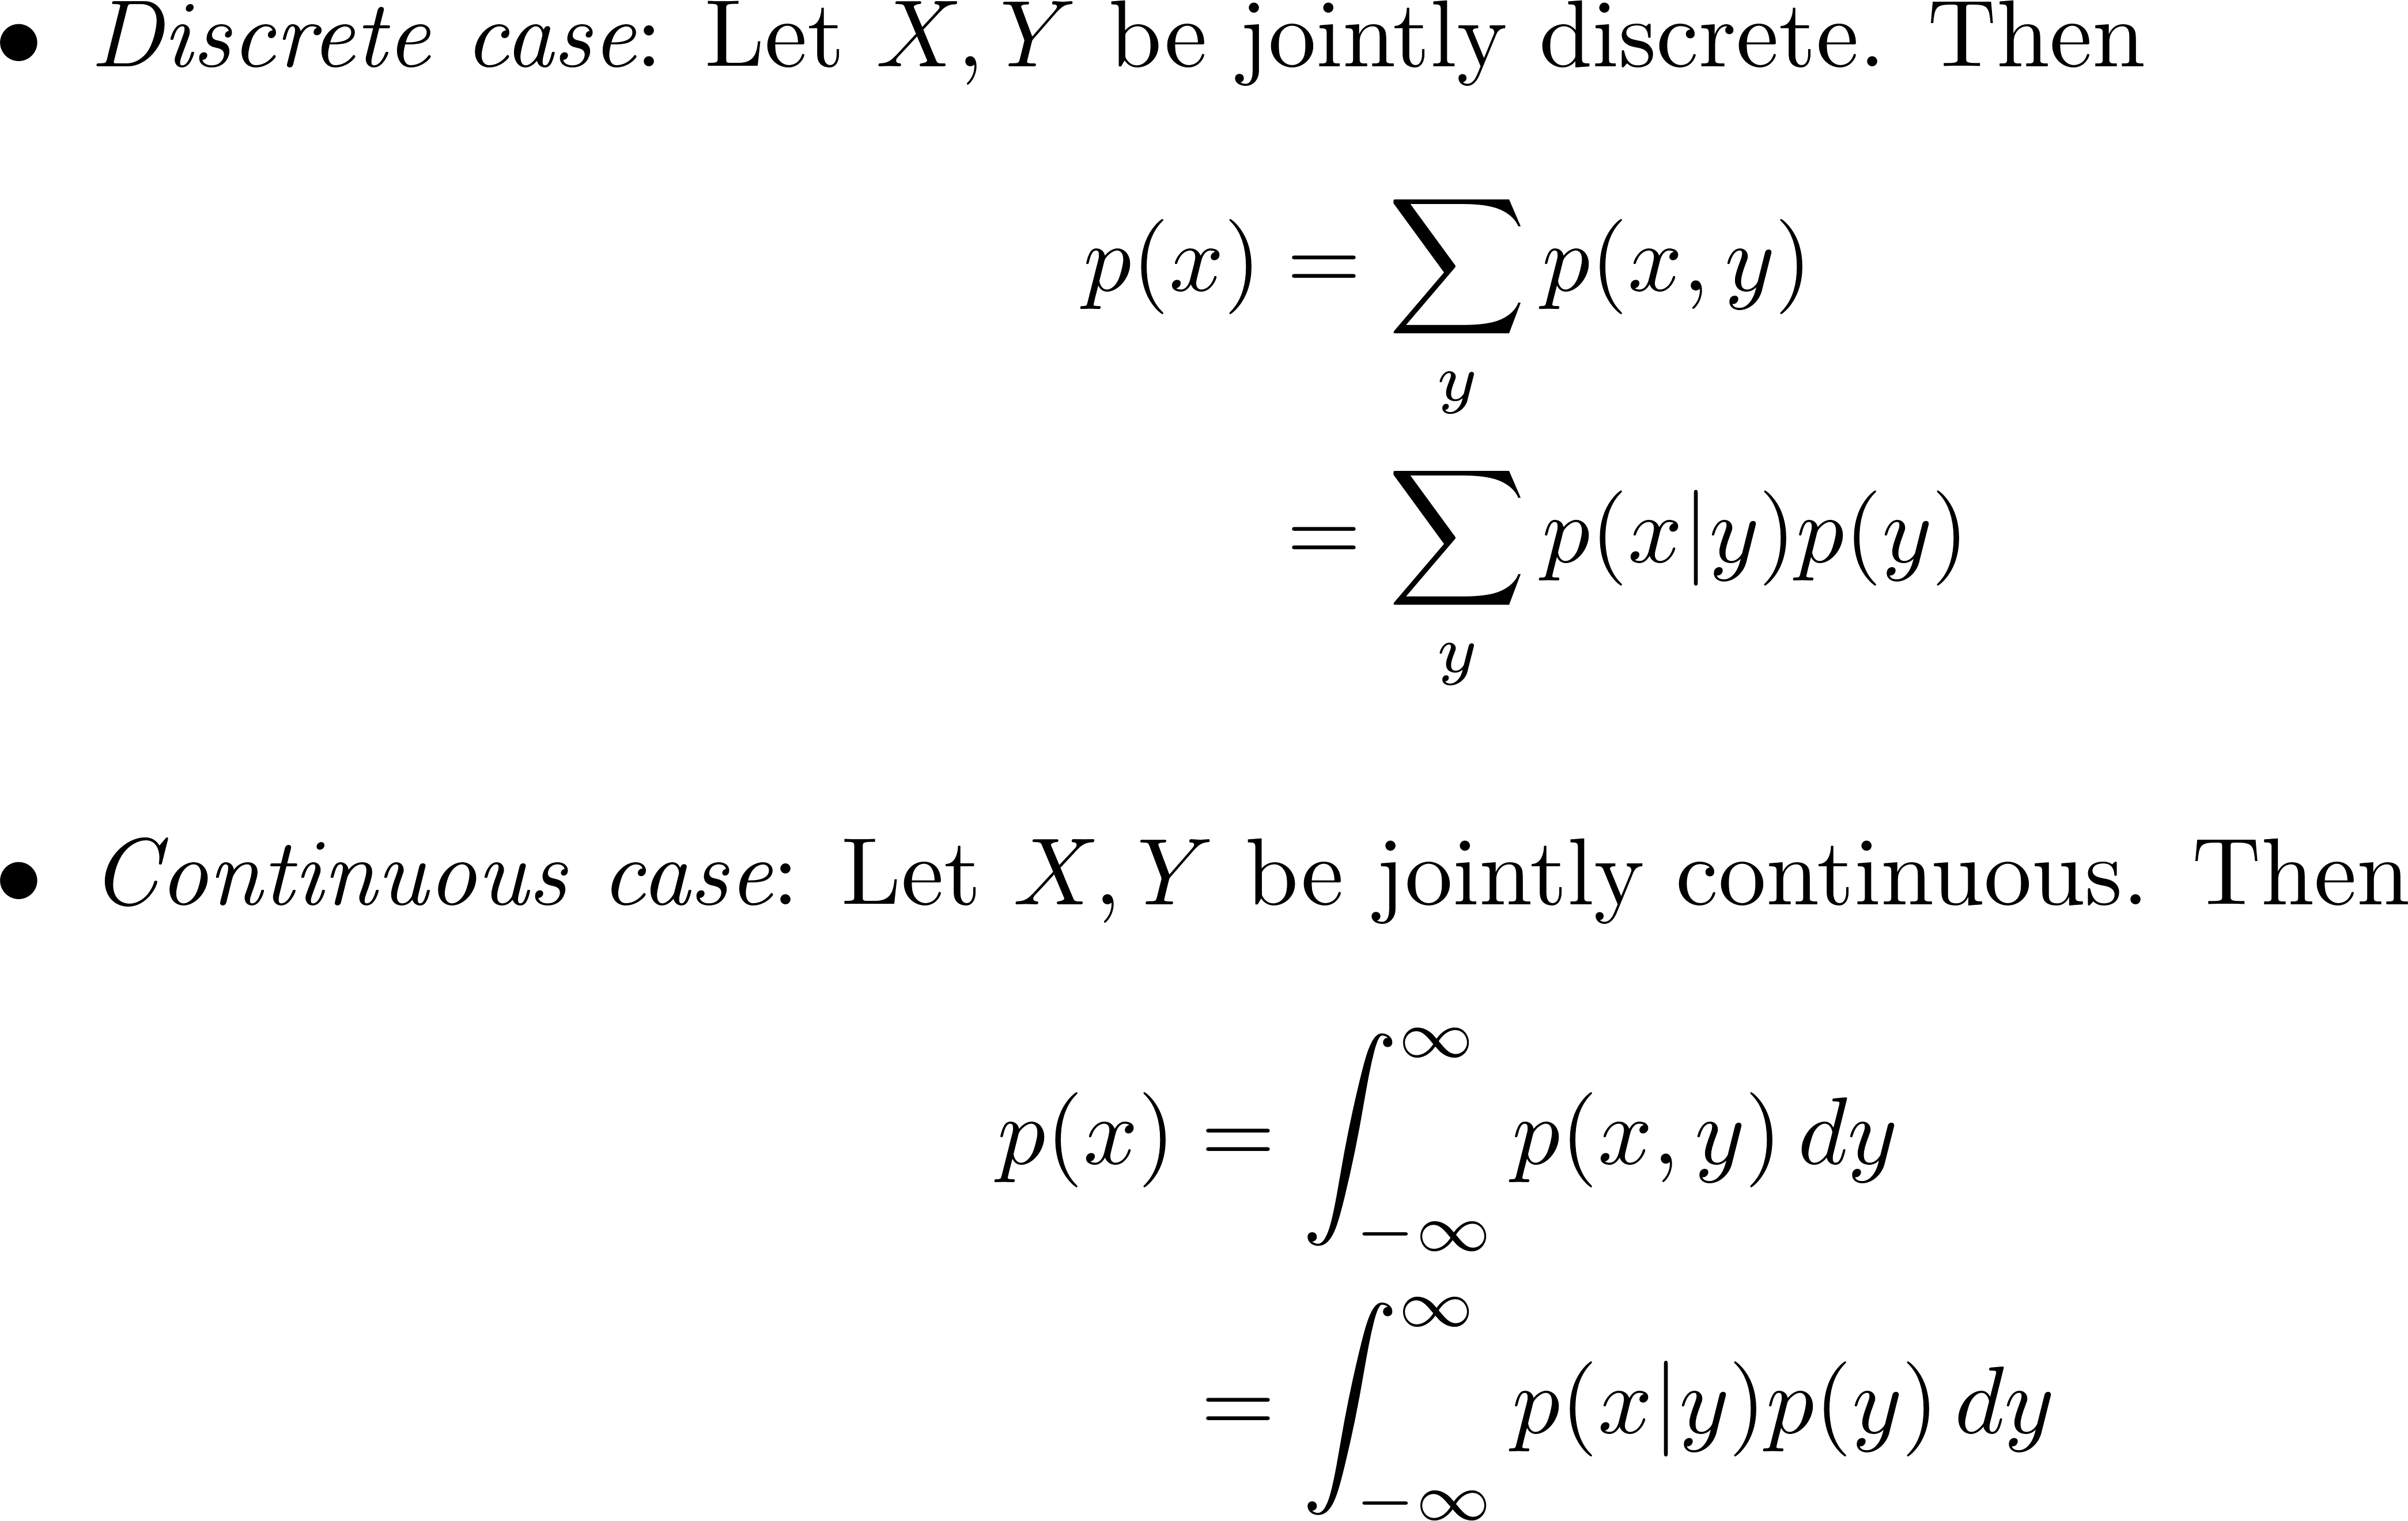 • Discrete case: Let X, Y be jointly discrete. Then
p(x) = ∑_y p(x, y)
= ∑_y p(x|y)p(y)
• Continuous case: Let X, Y be jointly continuous. Then
p(x) = ∫_{-∞}^{∞} p(x, y) dy
= ∫_{-∞}^{∞} p(x|y)p(y) dy